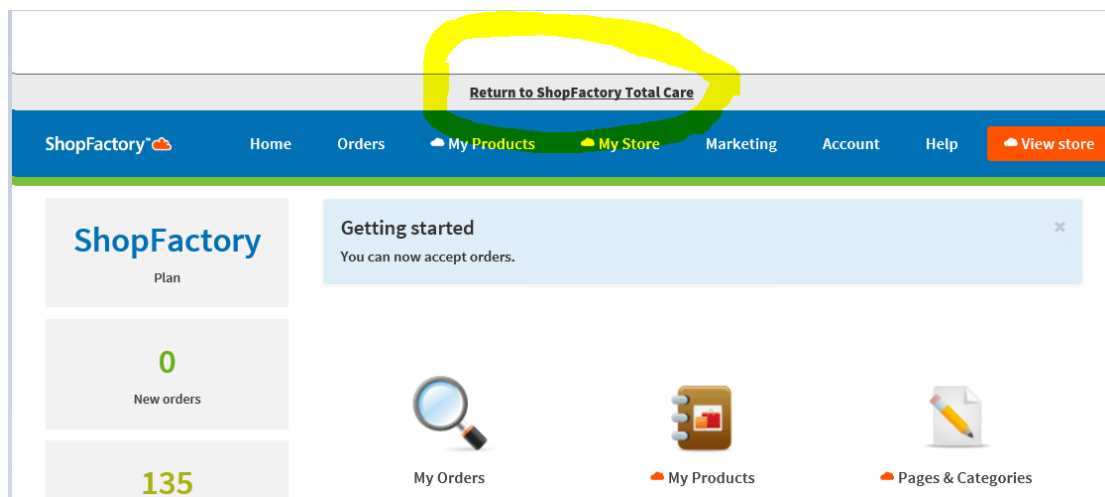 Return to ShopFactory Total Care
ShopFactory™ Home Orders My Products My Store Marketing Account Help View store
ShopFactory
Plan
Getting started
You can now accept orders.
×
0
New orders
135
My Orders
My Products
Pages & Categories